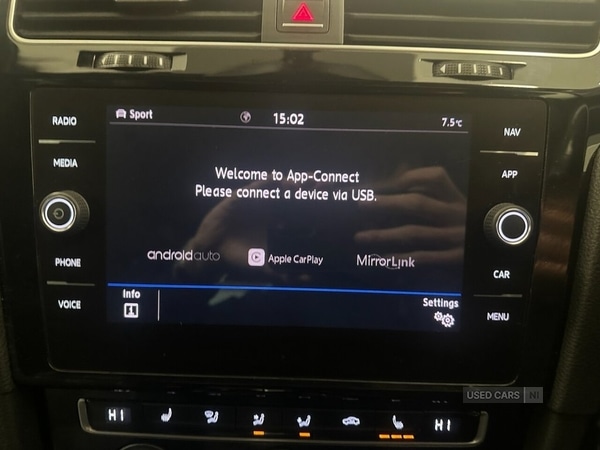 RADIO
MEDIA
PHONE
VOICE
Sport
15:02
7.5°C
Welcome to App-Connect
Please connect a device via USB.
androidauto
Apple CarPlay
MirrorLink
Info
Settings
NAV
APP
CAR
MENU
HI
HI
USED CARS NI